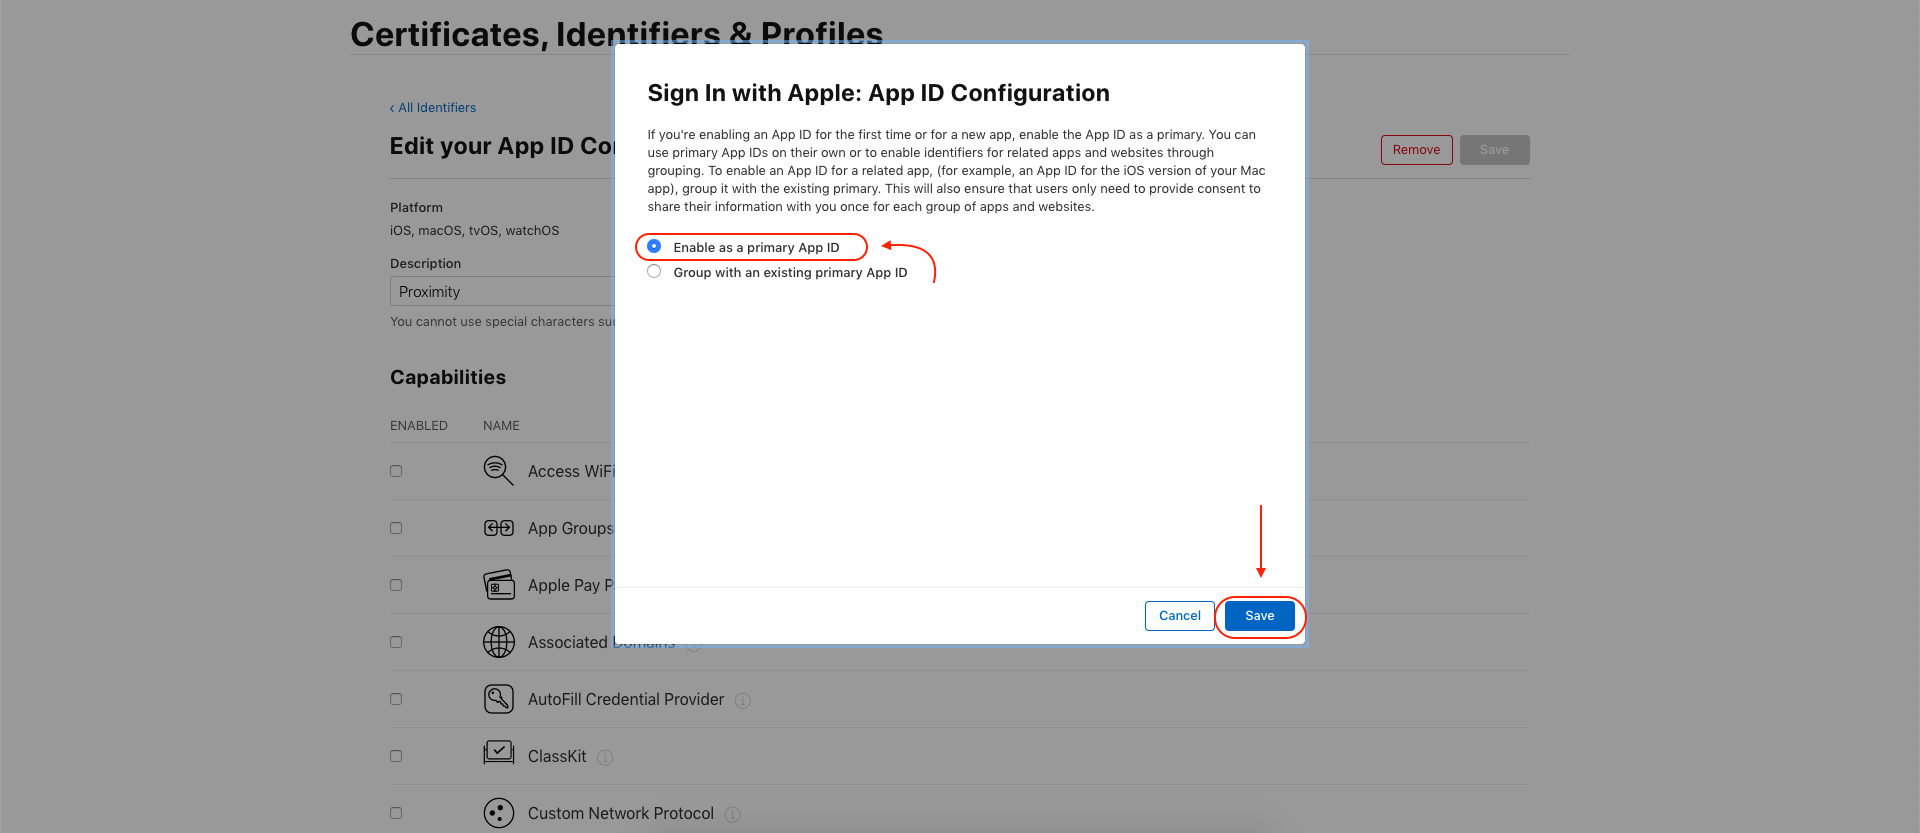 Certificates, Identifiers & Profiles
‹ All Identifiers
Edit your App ID Co
Remove
Save
Platform
iOS, macOS, tvOS, watchOS
Description
Proximity
You cannot use special characters suc
Capabilities
ENABLED NAME
Access WiFi
App Groups
Apple Pay P
Associated Domains
AutoFill Credential Provider
ClassKit
Custom Network Protocol
Sign In with Apple: App ID Configuration
If you're enabling an App ID for the first time or for a new app, enable the App ID as a primary. You can
use primary App IDs on their own or to enable identifiers for related apps and websites through
grouping. To enable an App ID for a related app, (for example, an App ID for the iOS version of your Mac
app), group it with the existing primary. This will also ensure that users only need to provide consent to
share their information with you once for each group of apps and websites.
Enable as a primary App ID
Group with an existing primary App ID
Cancel
Save